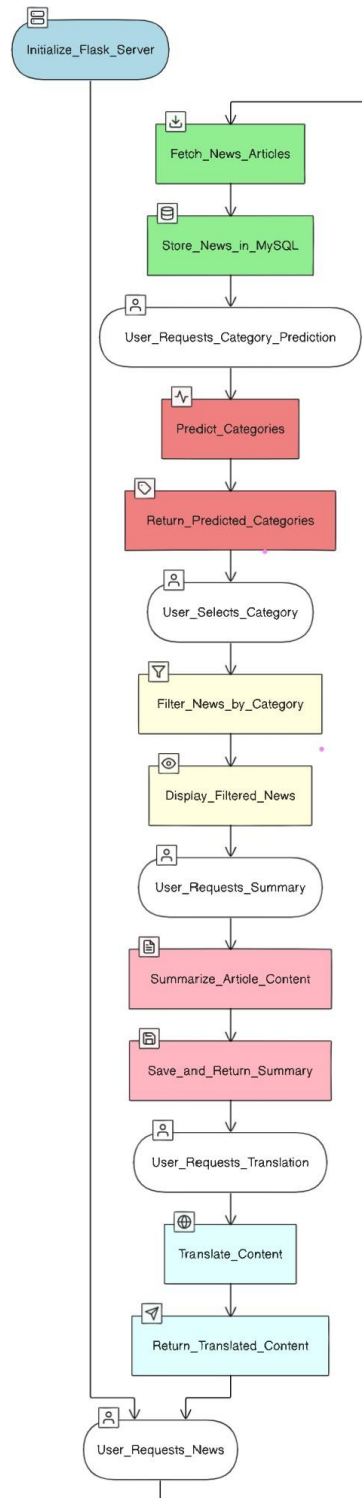 Initialize_Flask_Server
Fetch_News_Articles
Store_News_in_MySQL
User_Requests_Category_Prediction
Predict_Categories
Return_Predicted_Categories
User_Selects_Category
Filter_News_by_Category
Display_Filtered_News
User_Requests_Summary
Summarize_Article_Content
Save_and_Return_Summary
User_Requests_Translation
Translate_Content
Return_Translated_Content
User_Requests_News